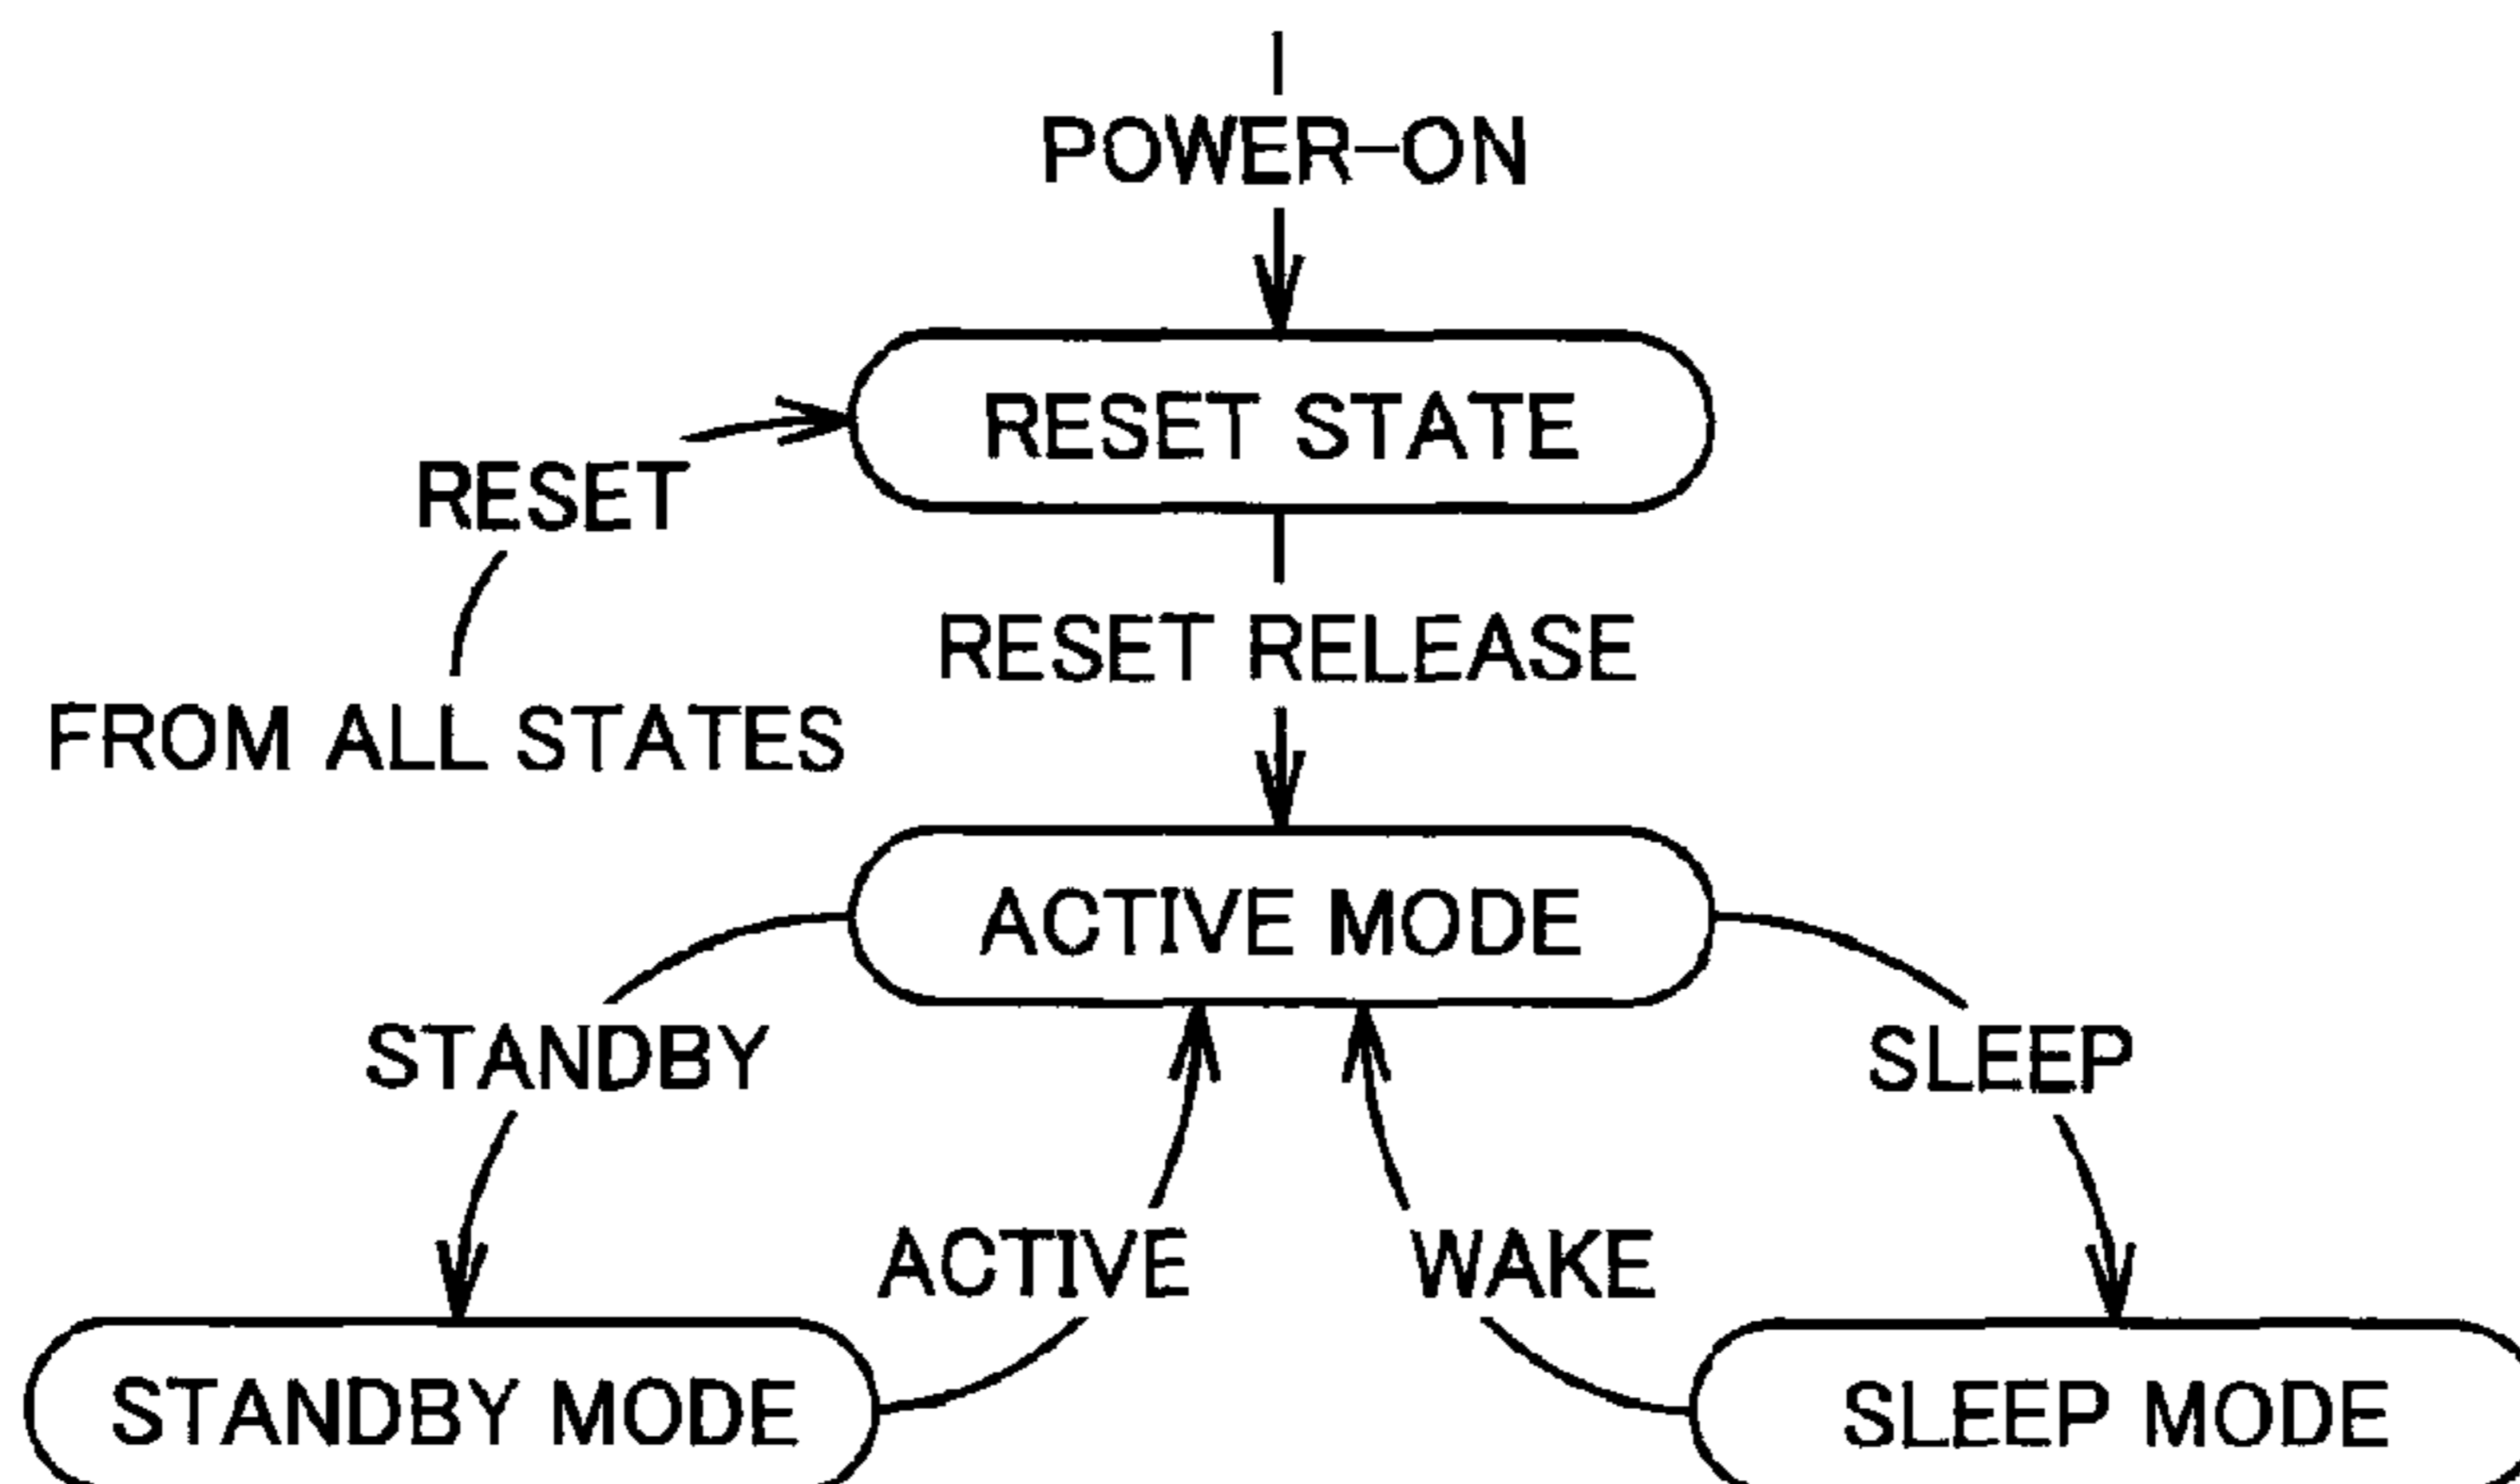 POWER-ON
RESET STATE
RESET
RESET RELEASE
FROM ALL STATES
ACTIVE MODE
STANDBY
SLEEP
ACTIVE
WAKE
STANDBY MODE
SLEEP MODE